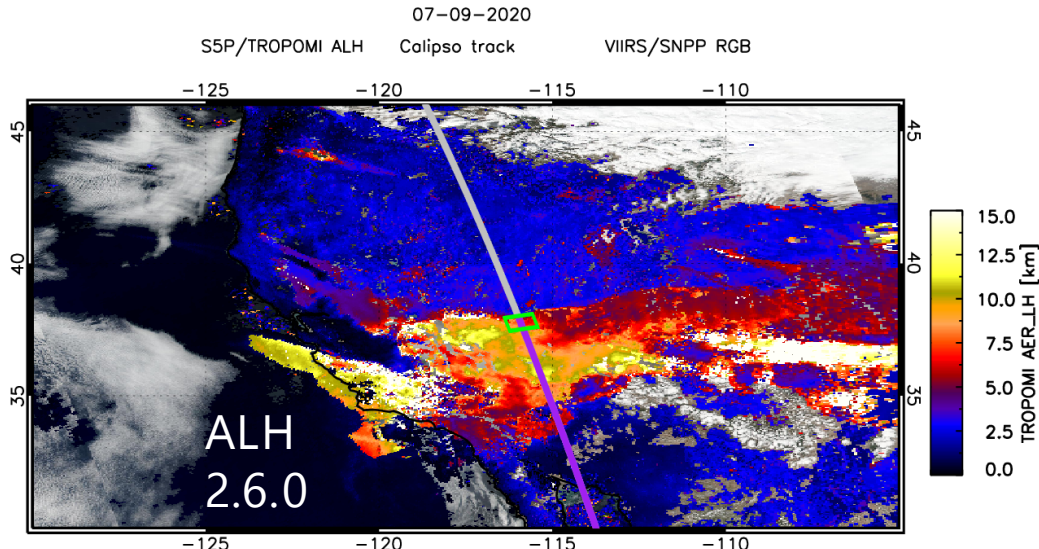 07-09-2020
S5P/TROPOMI ALH Calipso track VIIRS/SNPP RGB
-125 -120 -115 -110
45 45
40 40
35 35
15.0
12.5
10.0
7.5
5.0
2.5
0.0
TROPOMI AER_LH [km]
ALH
2.6.0
-125 -120 -115 -110